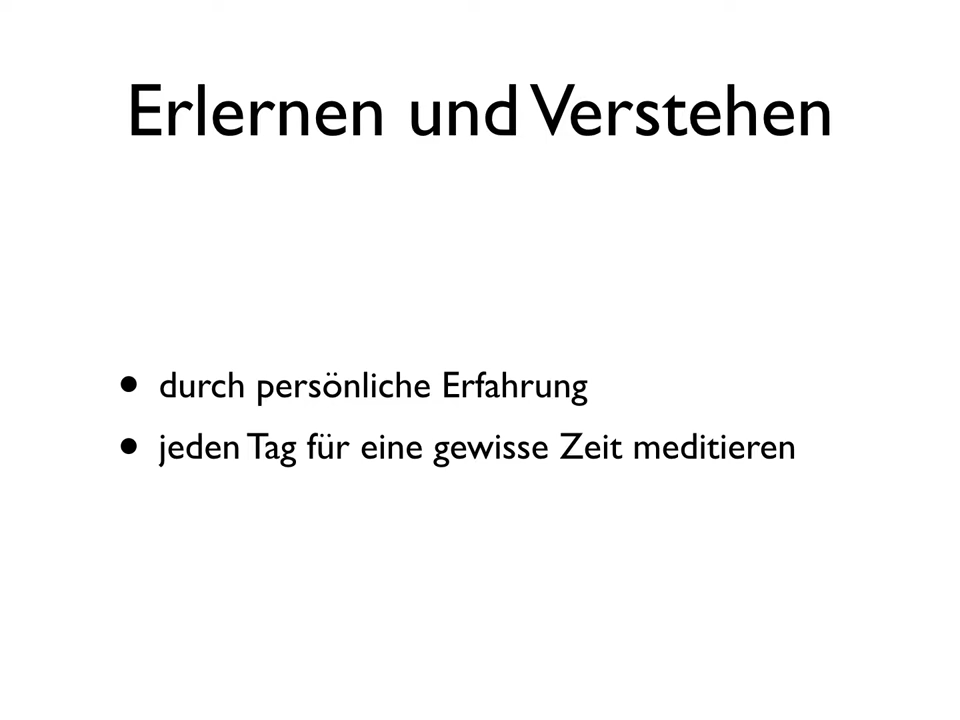 Erlernen und Verstehen
• durch persönliche Erfahrung
• jeden Tag für eine gewisse Zeit meditieren